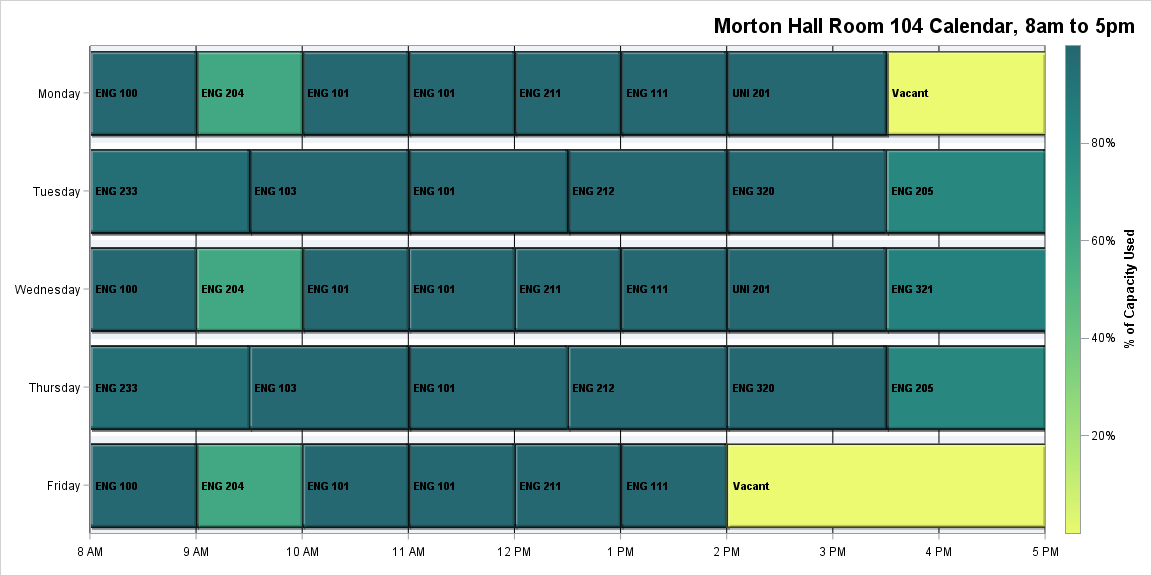 Morton Hall Room 104 Calendar, 8am to 5pm
Monday ENG 100 ENG 204 ENG 101 ENG 101 ENG 211 ENG 111 UNI 201 Vacant
Tuesday ENG 233 ENG 103 ENG 101 ENG 212 ENG 320 ENG 205
Wednesday ENG 100 ENG 204 ENG 101 ENG 101 ENG 211 ENG 111 UNI 201 ENG 321
Thursday ENG 233 ENG 103 ENG 101 ENG 212 ENG 320 ENG 205
Friday ENG 100 ENG 204 ENG 101 ENG 101 ENG 211 ENG 111 Vacant
8 AM 9 AM 10 AM 11 AM 12 PM 1 PM 2 PM 3 PM 4 PM 5 PM
80%
60%
40%
20%
% of Capacity Used